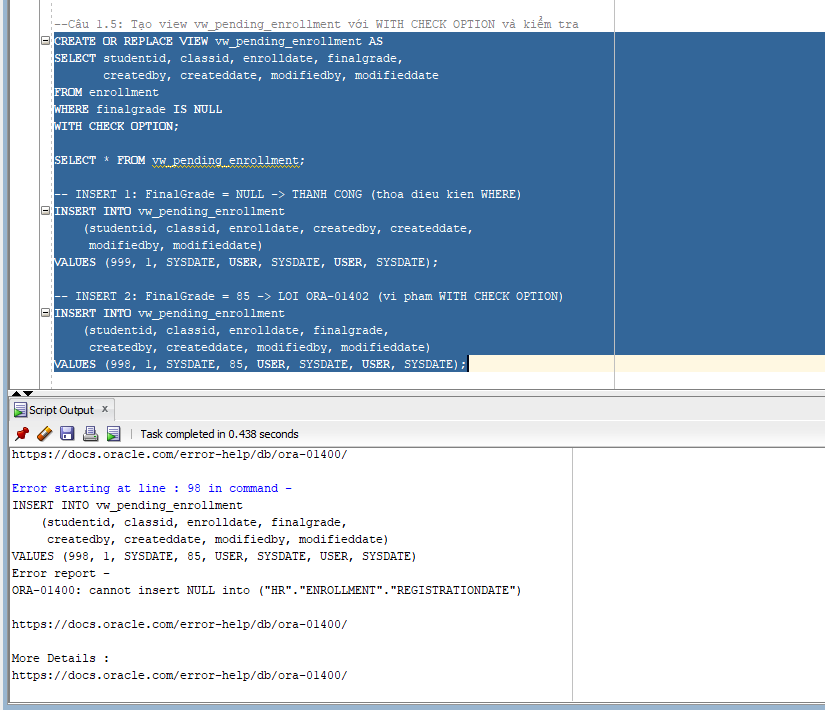 --Câu 1.5: Tạo view vw_pending_enrollment với WITH CHECK OPTION và kiểm tra
CREATE OR REPLACE VIEW vw_pending_enrollment AS
SELECT studentid, classid, enrolldate, finalgrade,
       createdby, createddate, modifiedby, modifieddate
FROM enrollment
WHERE finalgrade IS NULL
WITH CHECK OPTION;
SELECT * FROM vw_pending_enrollment;
-- INSERT 1: FinalGrade = NULL -> THANH CONG (thoa dieu kien WHERE)
INSERT INTO vw_pending_enrollment
    (studentid, classid, enrolldate, createdby, createddate,
     modifiedby, modifieddate)
VALUES (999, 1, SYSDATE, USER, SYSDATE, USER, SYSDATE);
-- INSERT 2: FinalGrade = 85 -> LOI ORA-01402 (vi pham WITH CHECK OPTION)
INSERT INTO vw_pending_enrollment
    (studentid, classid, enrolldate, finalgrade,
     createdby, createddate, modifiedby, modifieddate)
VALUES (998, 1, SYSDATE, 85, USER, SYSDATE, USER, SYSDATE);
Script Output x
Task completed in 0.438 seconds
https://docs.oracle.com/error-help/db/ora-01400/
Error starting at line : 98 in command -
INSERT INTO vw_pending_enrollment
    (studentid, classid, enrolldate, finalgrade,
     createdby, createddate, modifiedby, modifieddate)
VALUES (998, 1, SYSDATE, 85, USER, SYSDATE, USER, SYSDATE)
Error report -
ORA-01400: cannot insert NULL into ("HR"."ENROLLMENT"."REGISTRATIONDATE")
https://docs.oracle.com/error-help/db/ora-01400/
More Details :
https://docs.oracle.com/error-help/db/ora-01400/